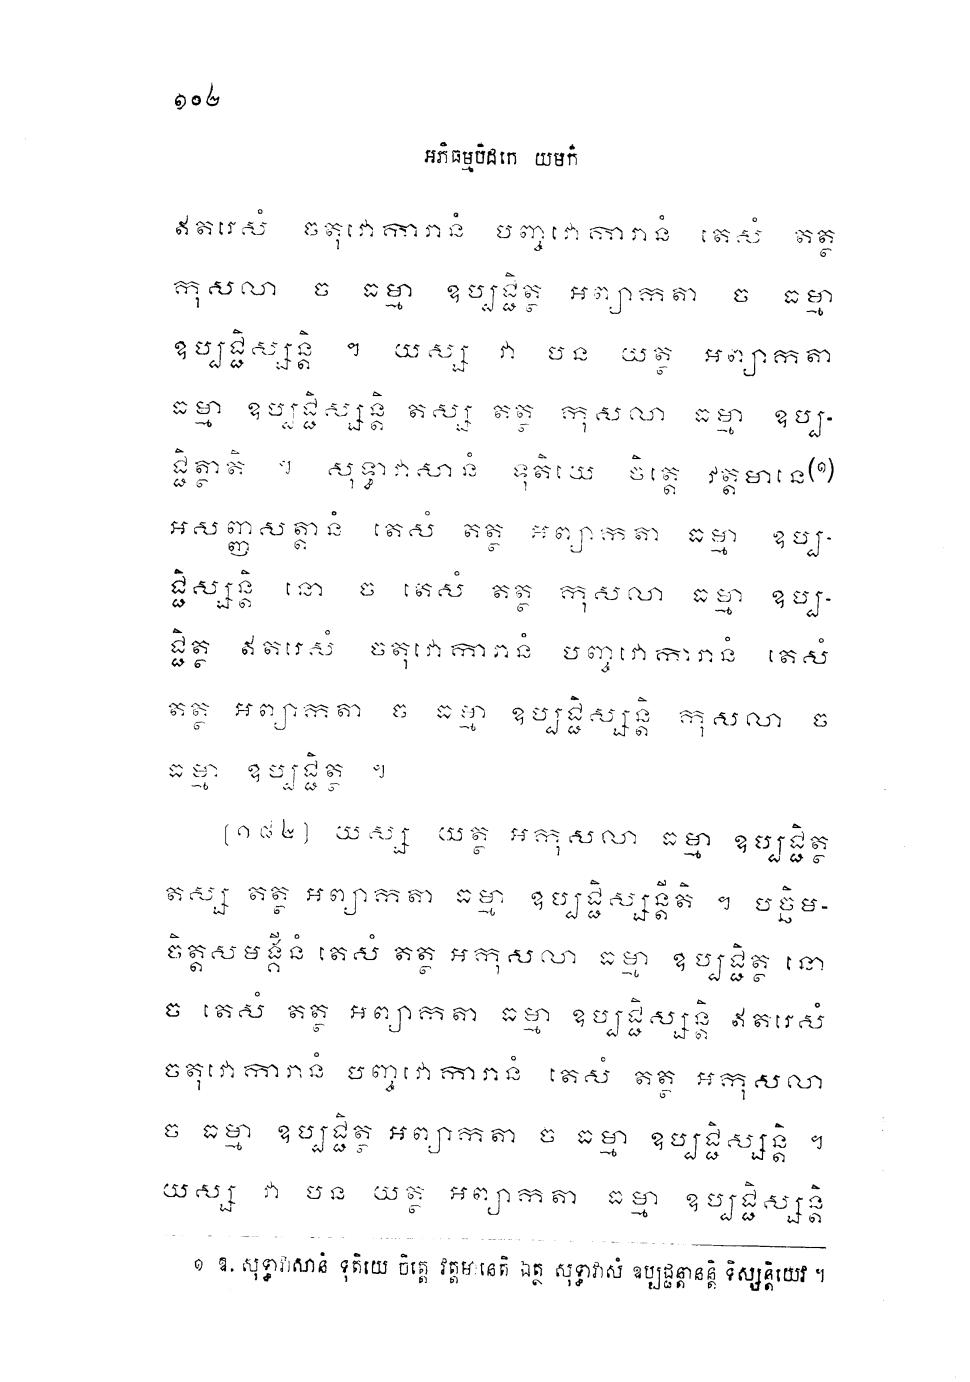 ១០២
អភិធម្មបិដកេ យមកំ
ឥតរេសំ ចតុវោការានំ បញ្ចវោការានំ តេសំ តត្ថ
កុសលា ច ធម្មា ឧប្បជ្ជិត្ថ អព្យាកតា ច ធម្មា
ឧប្បជ្ជិស្សន្តិ ។ យស្ស វា បន យត្ថ អព្យាកតា
ធម្មា ឧប្បជ្ជិស្សន្តិ តស្ស តត្ថ កុសលា ធម្មា ឧប្ប-
ជ្ជិត្ថាតិ ។ សុទ្ធាវាសានំ ទុតិយេ ចិត្តេ វត្តមានេ(១)
អសញ្ញសត្តានំ តេសំ តត្ថ អព្យាកតា ធម្មា ឧប្ប-
ជ្ជិស្សន្តិ នោ ច តេសំ តត្ថ កុសលា ធម្មា ឧប្ប-
ជ្ជិត្ថ ឥតរេសំ ចតុវោការានំ បញ្ចវោការានំ តេសំ
តត្ថ អព្យាកតា ច ធម្មា ឧប្បជ្ជិស្សន្តិ កុសលា ច
ធម្មា ឧប្បជ្ជិត្ថ ។
[១៨២] យស្ស យត្ថ អកុសលា ធម្មា ឧប្បជ្ជិត្ថ
តស្ស តត្ថ អព្យាកតា ធម្មា ឧប្បជ្ជិស្សន្តីតិ ។ បច្ឆិម-
ចិត្តសមង្គីនំ តេសំ តត្ថ អកុសលា ធម្មា ឧប្បជ្ជិត្ថ នោ
ច តេសំ តត្ថ អព្យាកតា ធម្មា ឧប្បជ្ជិស្សន្តិ ឥតរេសំ
ចតុវោការានំ បញ្ចវោការានំ តេសំ តត្ថ អកុសលា
ច ធម្មា ឧប្បជ្ជិត្ថ អព្យាកតា ច ធម្មា ឧប្បជ្ជិស្សន្តិ ។
យស្ស វា បន យត្ថ អព្យាកតា ធម្មា ឧប្បជ្ជិស្សន្តិ
១ ឱ. សុទ្ធាវាសានំ ទុតិយេ ចិត្តេ វត្តមានេតិ ឯត្ថ សុទ្ធាវាសំ ឧប្បជ្ជន្តានន្តិ ទិស្សន្តិយេវ ។